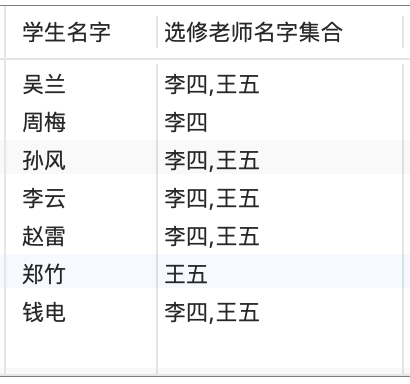 学生名字 选修老师名字集合
吴兰 李四,王五
周梅 李四
孙风 李四,王五
李云 李四,王五
赵雷 李四,王五
郑竹 王五
钱电 李四,王五